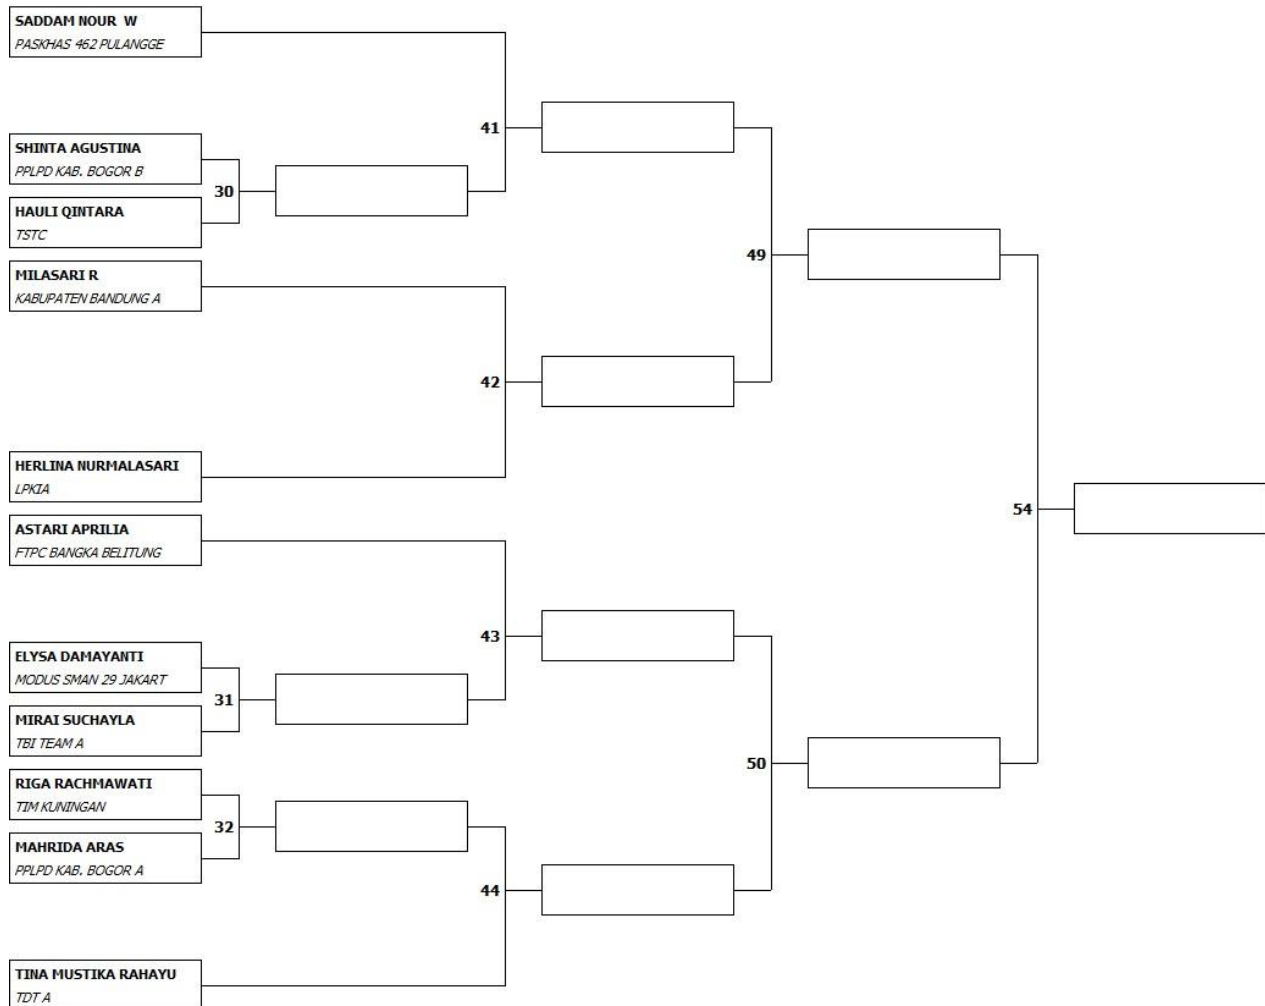 SADDAM NOUR  W
PASKHAS 462 PULANGGE
41
SHINTA AGUSTINA
PPLPD KAB. BOGOR B
30
HAULI QINTARA
TSTC
49
MILASARI R
KABUPATEN BANDUNG A
42
HERLINA NURMALASARI
LPKIA
54
ASTARI APRILIA
FTPC BANGKA BELITUNG
43
ELYSA DAMAYANTI
MODUS SMAN 29 JAKART
31
MIRAI SUCHAYLA
TBI TEAM A
50
RIGA RACHMAWATI
TIM KUNINGAN
32
MAHRIDA ARAS
PPLPD KAB. BOGOR A
44
TINA MUSTIKA RAHAYU
TDT A